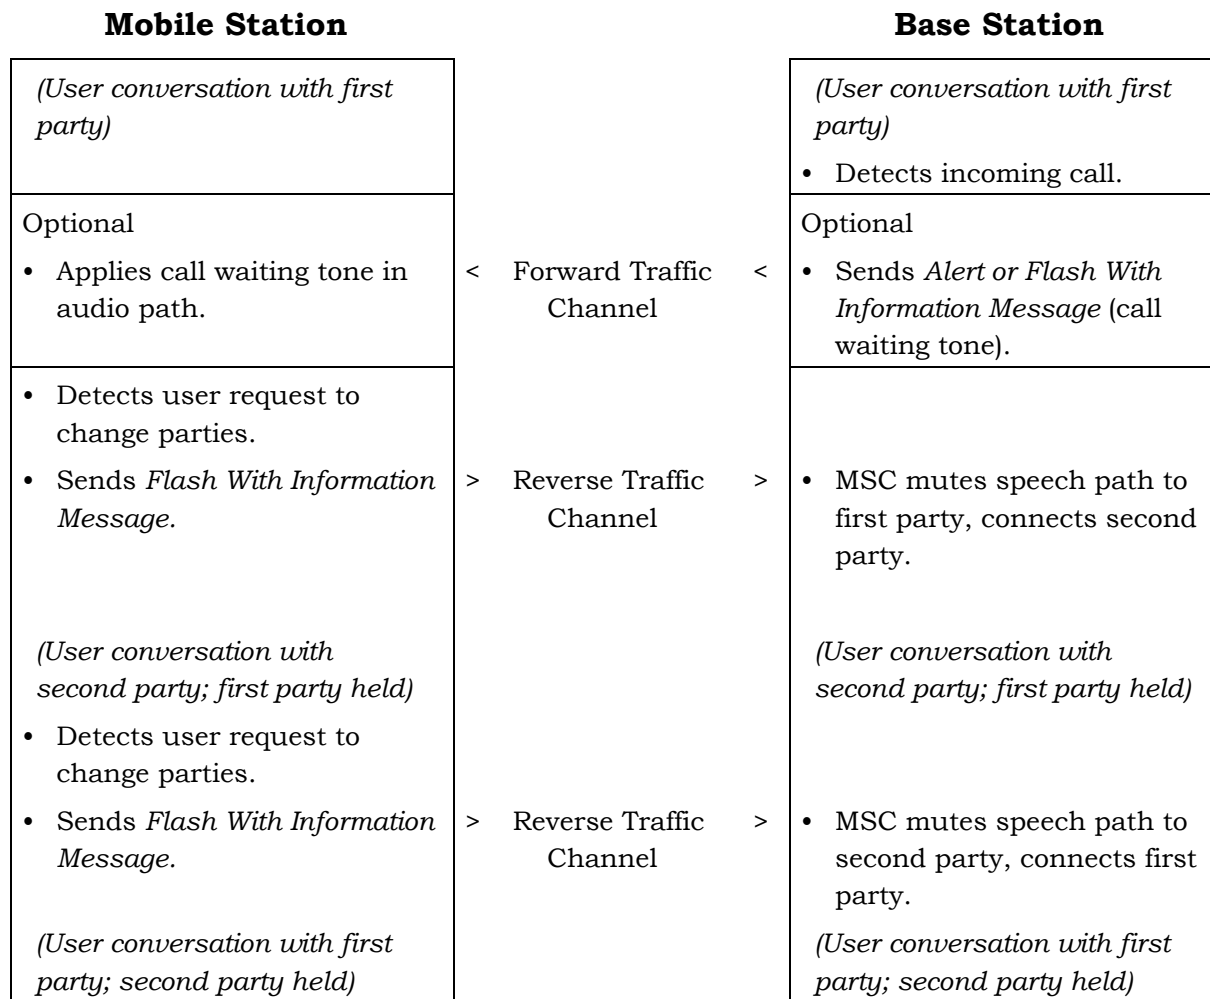 Mobile Station
Base Station
(User conversation with first
party)
(User conversation with first
party)
• Detects incoming call.
Optional
• Applies call waiting tone in
audio path.
< Forward Traffic <
Channel
Optional
• Sends Alert or Flash With
Information Message (call
waiting tone).
• Detects user request to
change parties.
• Sends Flash With Information
Message.
> Reverse Traffic >
Channel
• MSC mutes speech path to
first party, connects second
party.
(User conversation with
second party; first party held)
(User conversation with
second party; first party held)
• Detects user request to
change parties.
• Sends Flash With Information
Message.
> Reverse Traffic >
Channel
• MSC mutes speech path to
second party, connects first
party.
(User conversation with first
party; second party held)
(User conversation with first
party; second party held)